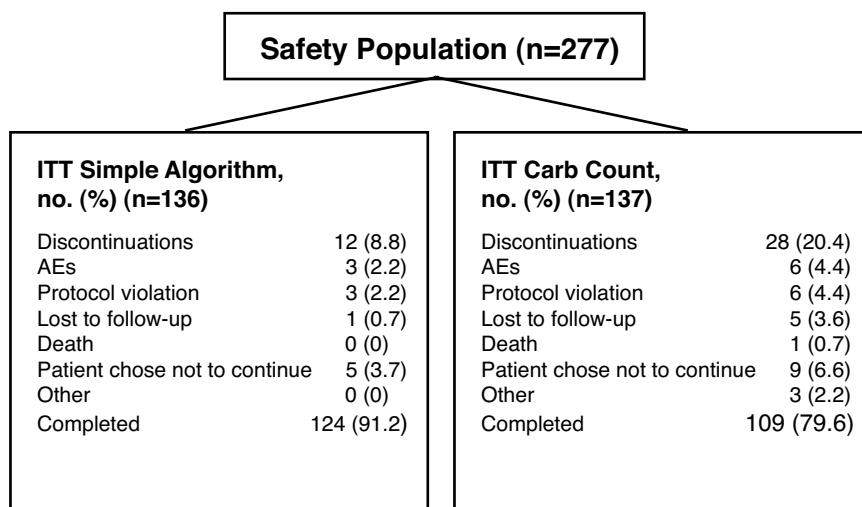 Safety Population (n=277)
ITT Simple Algorithm,
no. (%) (n=136)
Discontinuations 12 (8.8)
AEs 3 (2.2)
Protocol violation 3 (2.2)
Lost to follow-up 1 (0.7)
Death 0 (0)
Patient chose not to continue 5 (3.7)
Other 0 (0)
Completed 124 (91.2)
ITT Carb Count,
no. (%) (n=137)
Discontinuations 28 (20.4)
AEs 6 (4.4)
Protocol violation 6 (4.4)
Lost to follow-up 5 (3.6)
Death 1 (0.7)
Patient chose not to continue 9 (6.6)
Other 3 (2.2)
Completed 109 (79.6)